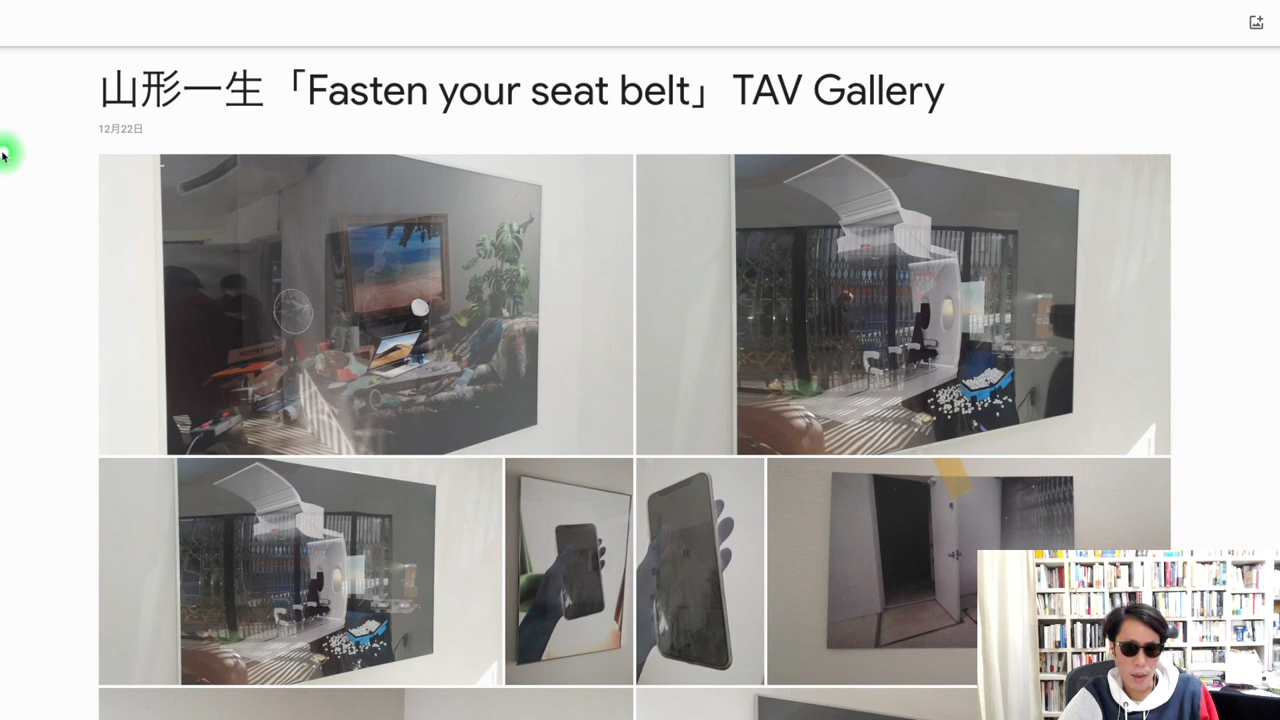 山形一生「Fasten your seat belt」TAV Gallery
12月22日